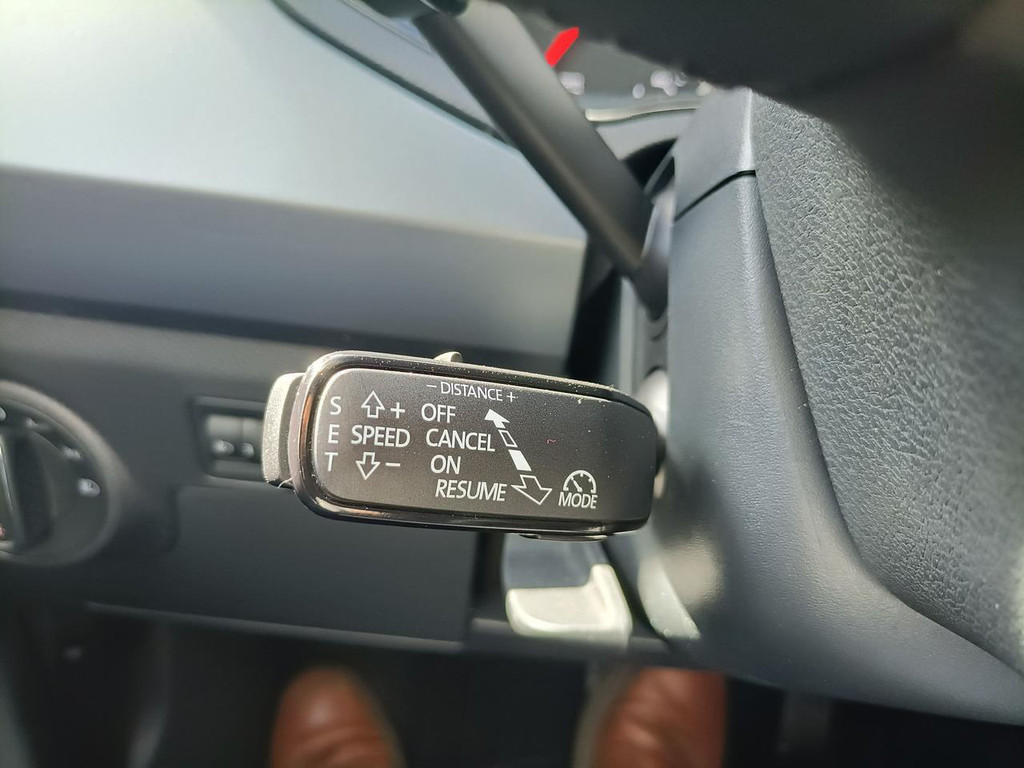 − DISTANCE +
S + OFF
E SPEED CANCEL
T − ON
RESUME
MODE